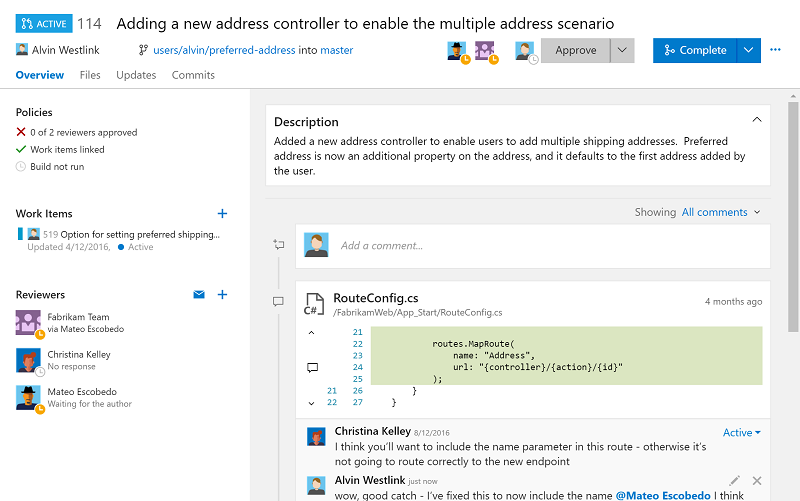 ACTIVE 114 Adding a new address controller to enable the multiple address scenario
Alvin Westlink users/alvin/preferred-address into master Approve Complete
Overview Files Updates Commits
Policies
0 of 2 reviewers approved
Work items linked
Build not run
Work Items
519 Option for setting preferred shipping...
Updated 4/12/2016, Active
Reviewers
Fabrikam Team
via Mateo Escobedo
Christina Kelley
No response
Mateo Escobedo
Waiting for the author
Description
Added a new address controller to enable users to add multiple shipping addresses. Preferred
address is now an additional property on the address, and it defaults to the first address added by
the user.
Showing All comments
Add a comment...
C# RouteConfig.cs 4 months ago
/FabrikamWeb/App_Start/RouteConfig.cs
21
22 routes.MapRoute(
23 name: "Address",
24 url: "{controller}/{action}/{id}"
25 );
21 26 }
22 27 }
Christina Kelley 8/12/2016 Active
I think you'll want to include the name parameter in this route - otherwise it's
not going to route correctly to the new endpoint
Alvin Westlink just now
wow, good catch - I've fixed this to now include the name @Mateo Escobedo I think